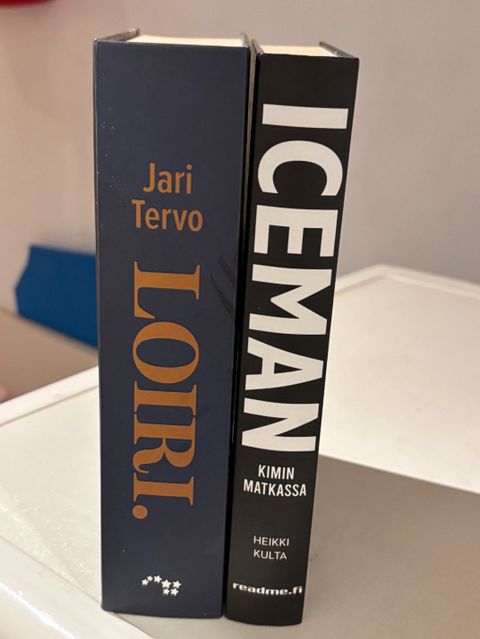 Jari
Tervo
LOIRI.
ICEMAN
KIMIN
MATKASSA
HEIKKI
KULTA
readme.fi